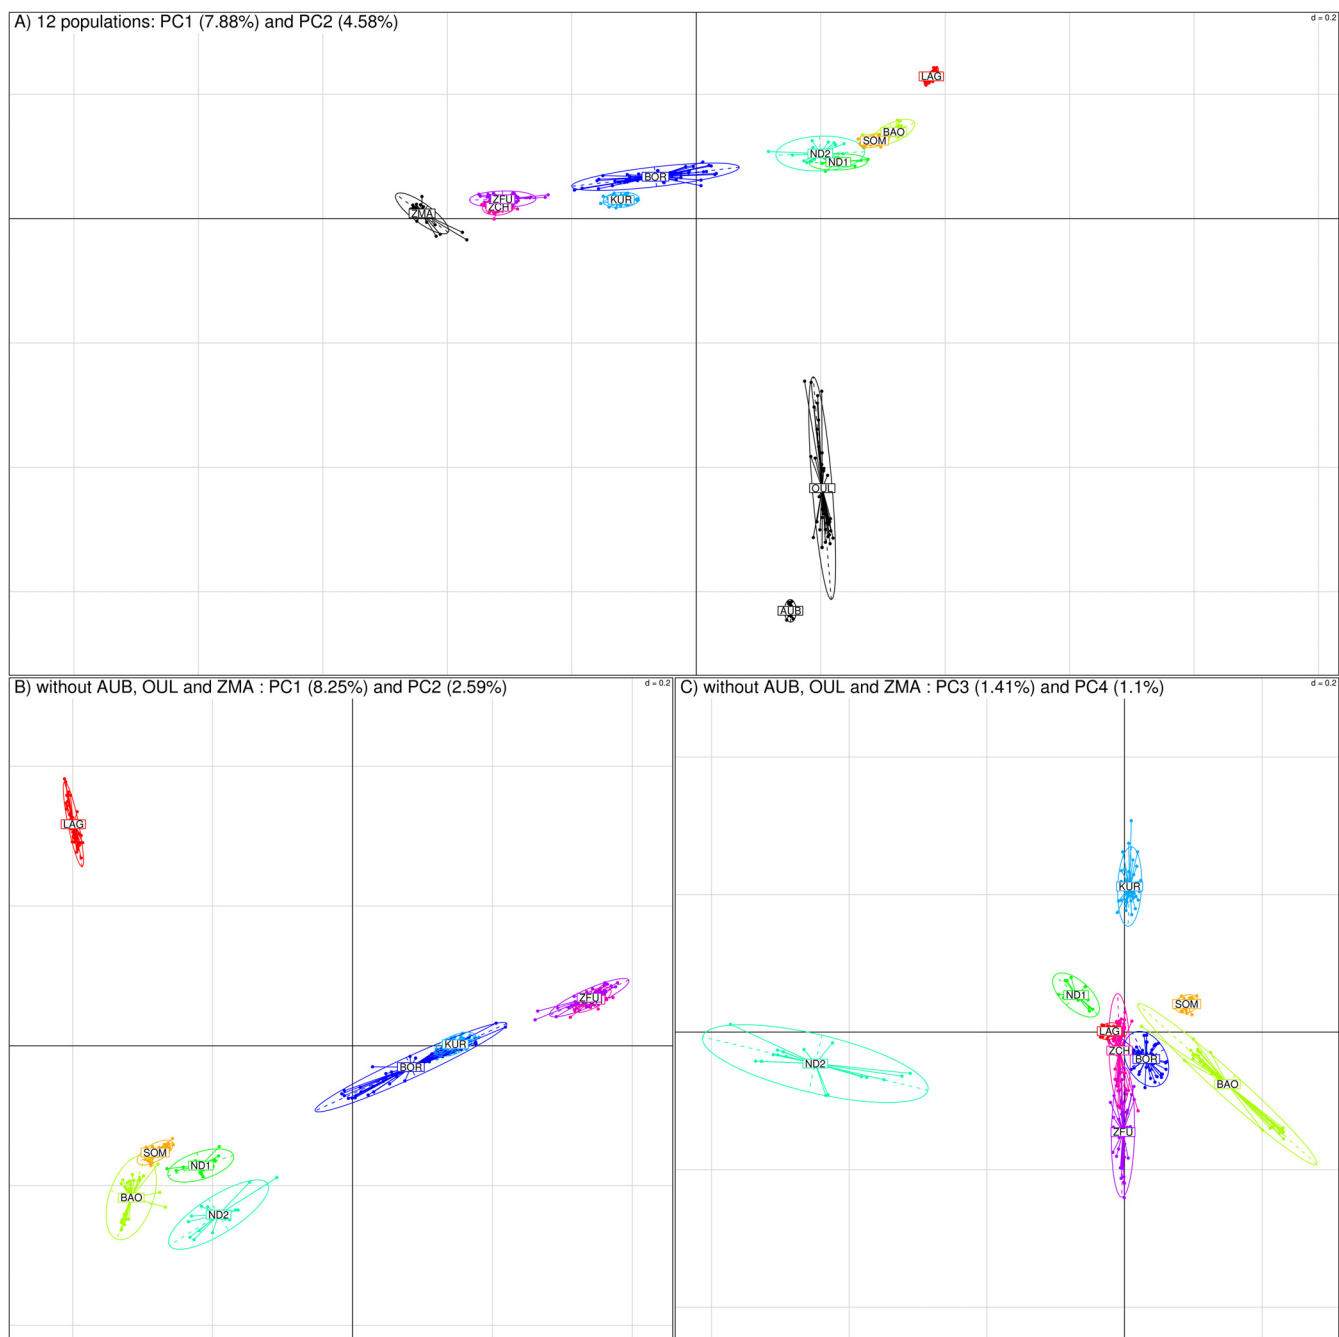 A) 12 populations: PC1 (7.88%) and PC2 (4.58%)
d = 0.2
LAG
BAO
SOM
ND2
ND1
BOR
ZFU
KUR
ZCH
ZMA
OUL
AUB
B) without AUB, OUL and ZMA : PC1 (8.25%) and PC2 (2.59%)
d = 0.2
LAG
ZFU
KUR
BOR
SOM
ND1
BAO
ND2
C) without AUB, OUL and ZMA : PC3 (1.41%) and PC4 (1.1%)
d = 0.2
KUR
ND1
SOM
LAG
ZCH
BOR
ND2
BAO
ZFU